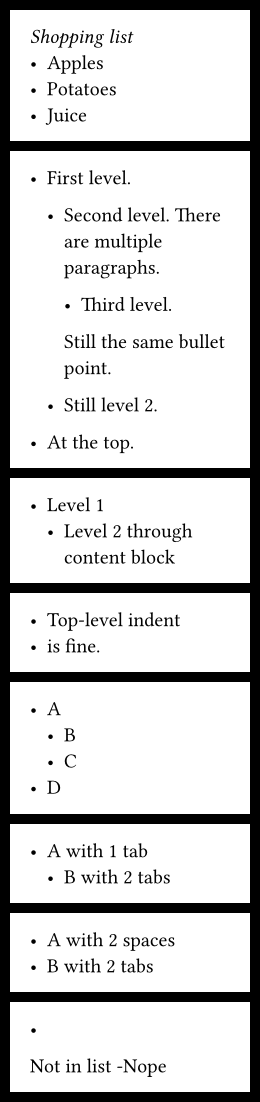 Shopping list
• Apples
• Potatoes
• Juice
• First level.
• Second level. There
are multiple
paragraphs.
• Third level.
Still the same bullet
point.
• Still level 2.
• At the top.
• Level 1
• Level 2 through
content block
• Top-level indent
• is fine.
• A
• B
• C
• D
• A with 1 tab
• B with 2 tabs
• A with 2 spaces
• B with 2 tabs
•
Not in list -Nope